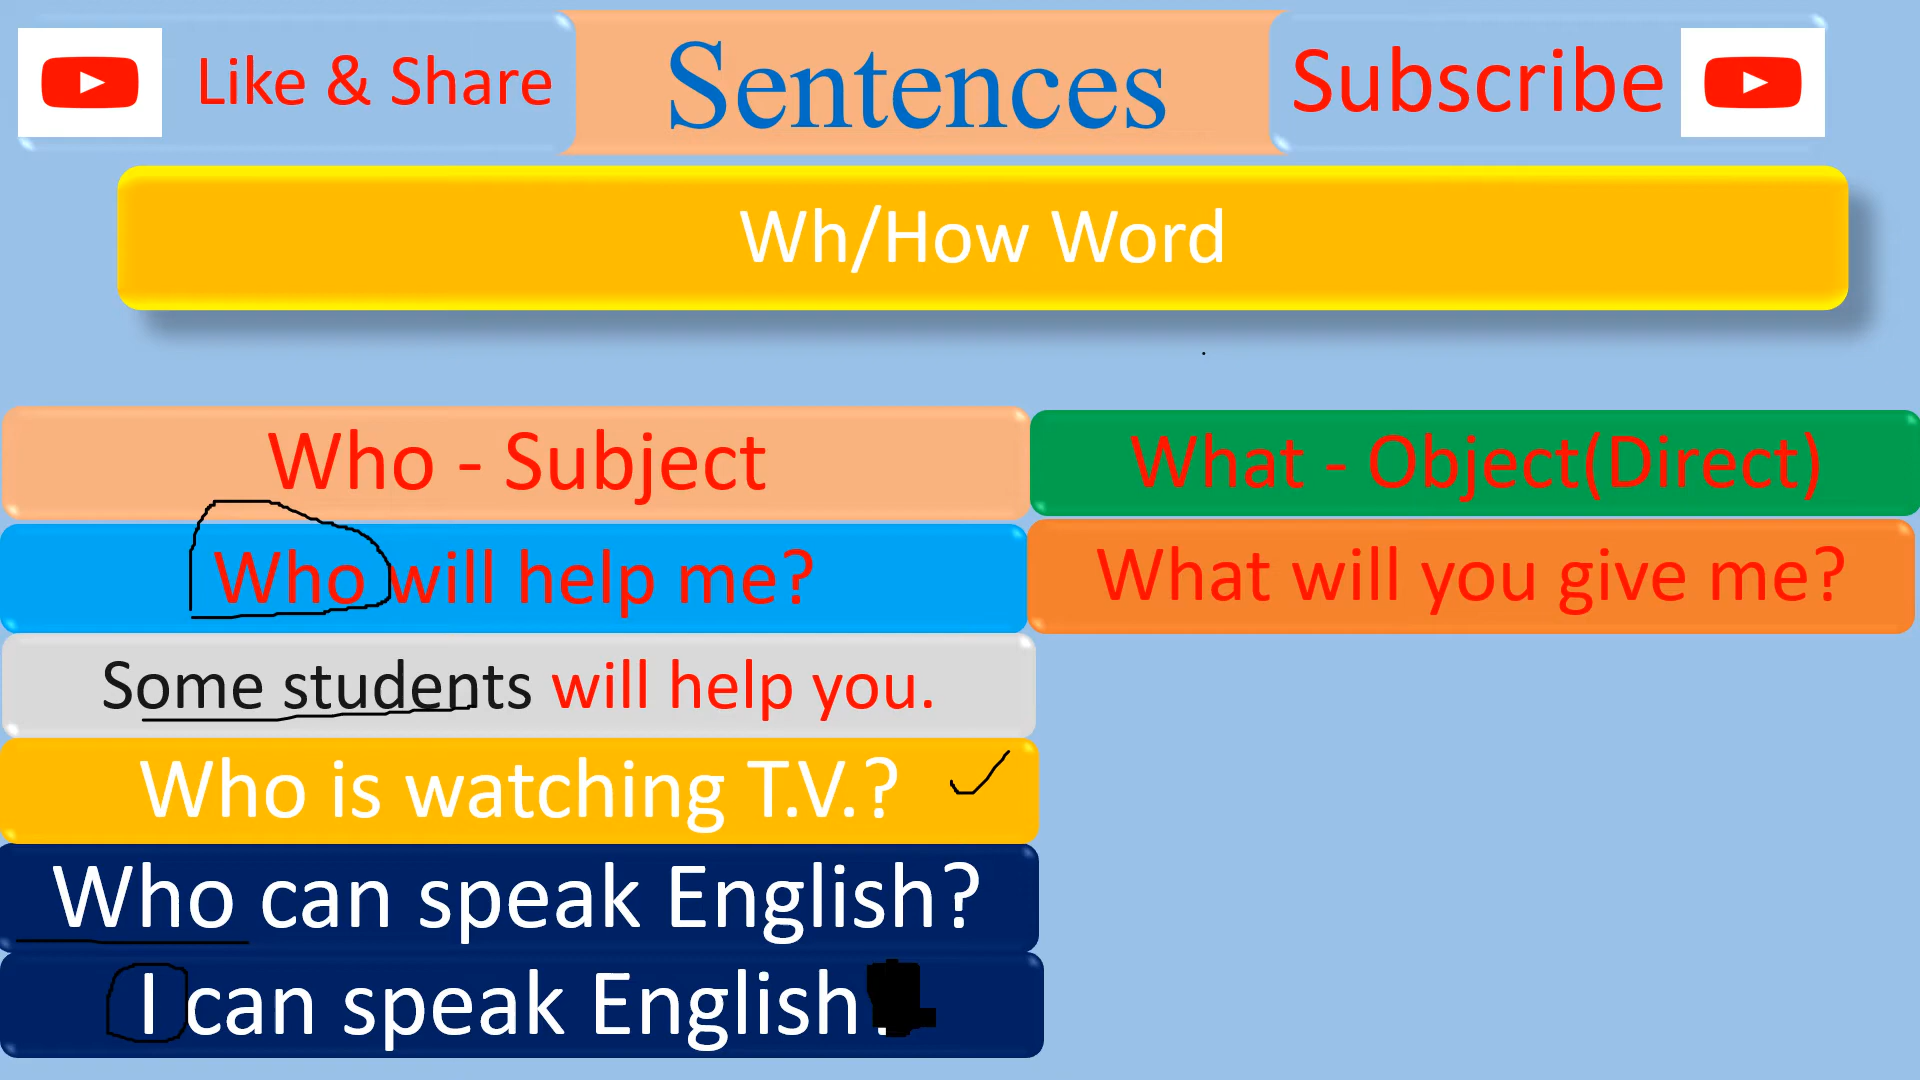 Like & Share
Sentences
Subscribe
Wh/How Word
Who - Subject
What - Object(Direct)
Who will help me?
What will you give me?
Some students will help you.
Who is watching T.V.?
Who can speak English?
I can speak English